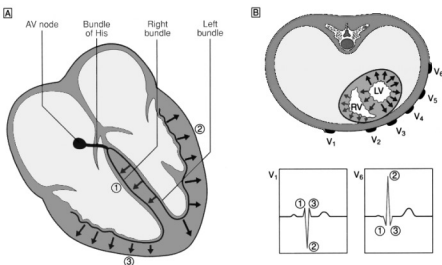 A
AV node
Bundle
of His
Right
bundle
Left
bundle
①
②
③
B
LV
RV
V₁
V₂
V₃
V₄
V₅
V₆
V₁
①
③
②
V₆
②
①
③